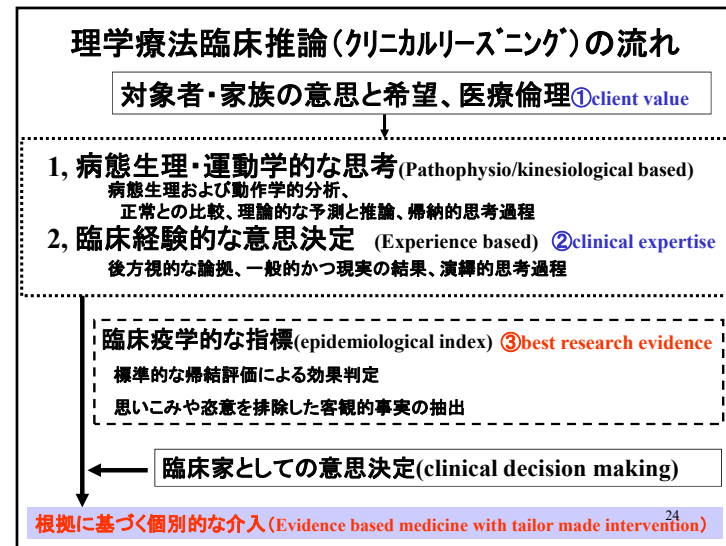 理学療法臨床推論(クリニカルリーズニング)の流れ
対象者・家族の意思と希望、医療倫理①client value
1, 病態生理・運動学的な思考(Pathophysio/kinesiological based)
病態生理および動作学的分析、
正常との比較、理論的な予測と推論、帰納的思考過程
2, 臨床経験的な意思決定 (Experience based) ②clinical expertise
後方視的な論拠、一般的かつ現実の結果、演繹的思考過程
臨床疫学的な指標(epidemiological index) ③best research evidence
標準的な帰結評価による効果判定
思いこみや恣意を排除した客観的事実の抽出
臨床家としての意思決定(clinical decision making)
24
根拠に基づく個別的な介入(Evidence based medicine with tailor made intervention)